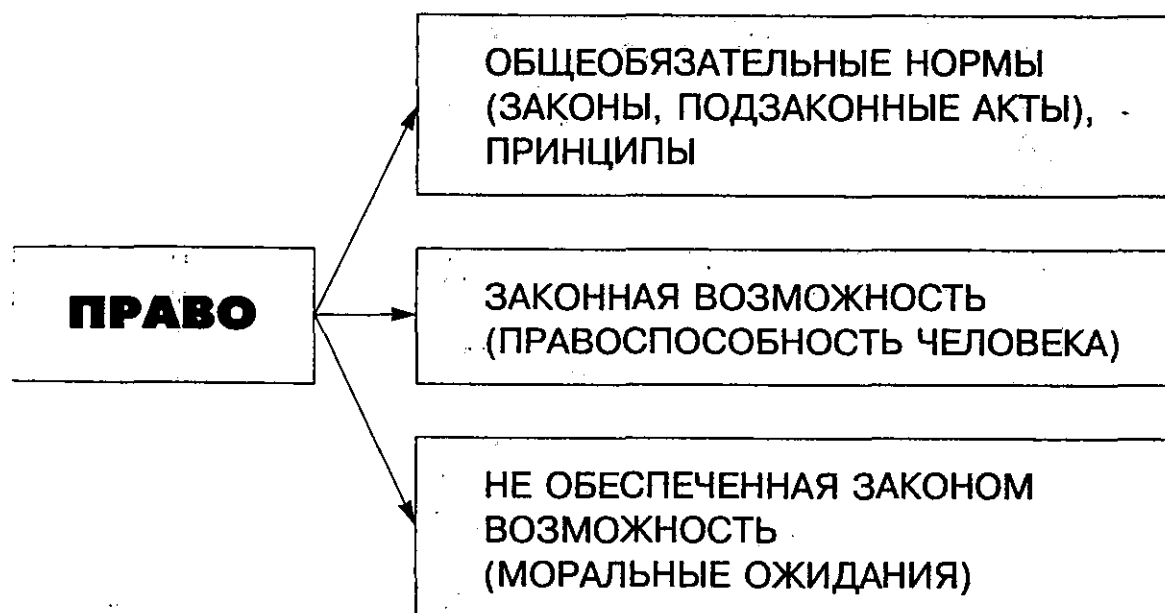 ПРАВО
ОБЩЕОБЯЗАТЕЛЬНЫЕ НОРМЫ
(ЗАКОНЫ, ПОДЗАКОННЫЕ АКТЫ),
ПРИНЦИПЫ
ЗАКОННАЯ ВОЗМОЖНОСТЬ
(ПРАВОСПОСОБНОСТЬ ЧЕЛОВЕКА)
НЕ ОБЕСПЕЧЕННАЯ ЗАКОНОМ
ВОЗМОЖНОСТЬ
(МОРАЛЬНЫЕ ОЖИДАНИЯ)